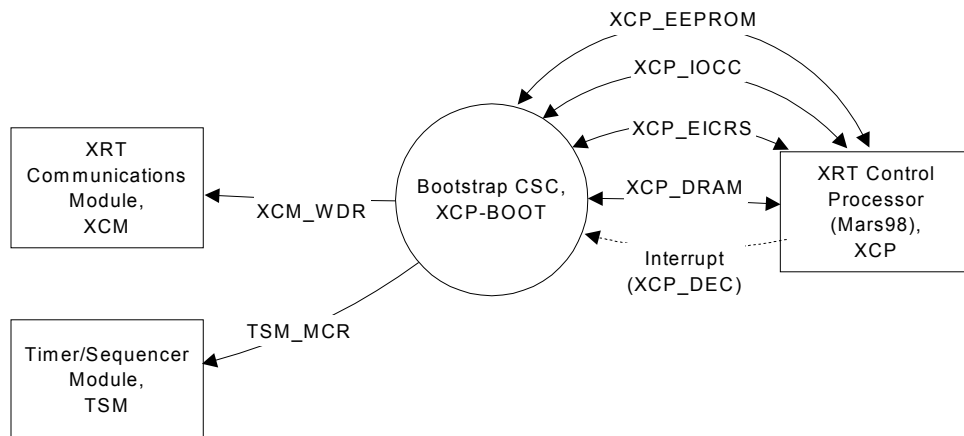 XCP_EEPROM
XCP_IOCC
XCP_EICRS
XCP_DRAM
Interrupt
(XCP_DEC)
XRT
Communications
Module,
XCM
XCM_WDR
Bootstrap CSC,
XCP-BOOT
XRT Control
Processor
(Mars98),
XCP
TSM_MCR
Timer/Sequencer
Module,
TSM